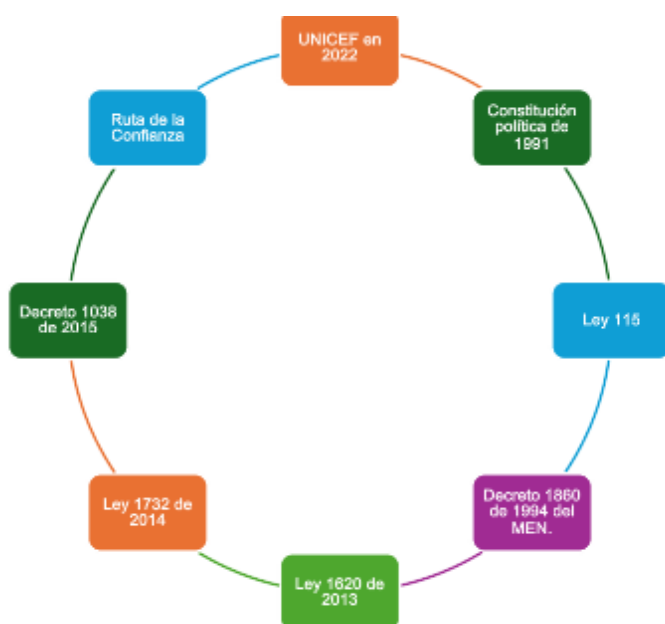 UNICEF en
2022
Constitución
política de
1991
Ley 115
Decreto 1860
de 1994 del
MEN.
Ley 1620 de
2013
Ley 1732 de
2014
Decreto 1038
de 2015
Ruta de la
Confianza